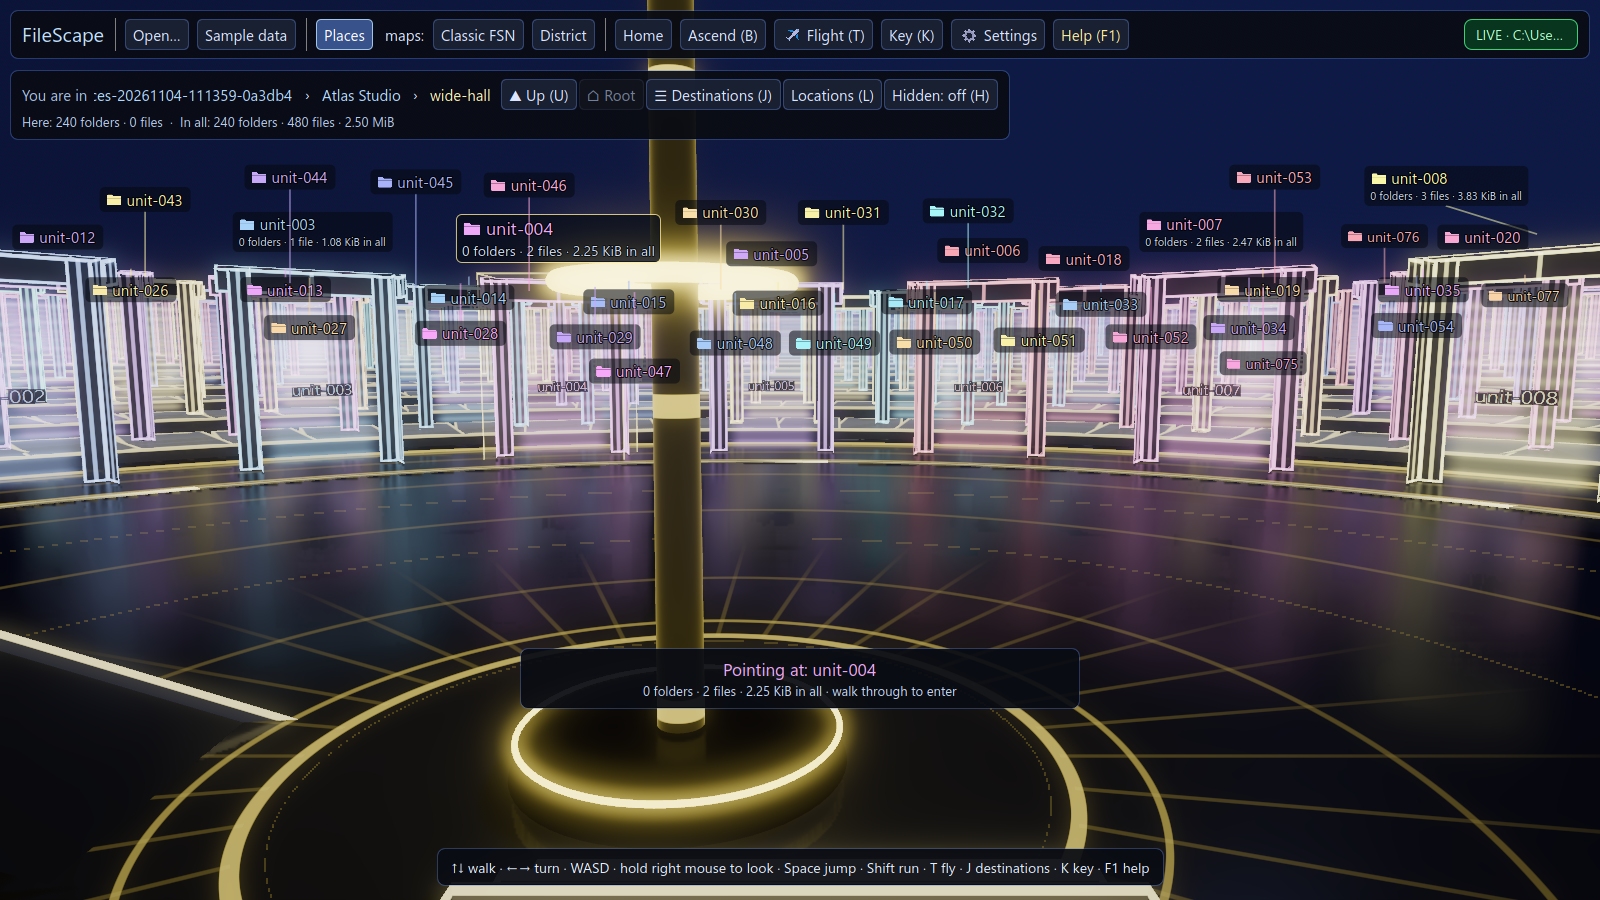 FileScape
Open...
Sample data
Places
maps:
Classic FSN
District
Home
Ascend (B)
Flight (T)
Key (K)
Settings
Help (F1)
LIVE · C:\Use...
You are in :es-20261104-111359-0a3db4 › Atlas Studio › wide-hall
▲ Up (U)
Root
☰ Destinations (J)
Locations (L)
Hidden: off (H)
Here: 240 folders · 0 files · In all: 240 folders · 480 files · 2.50 MiB
unit-044
unit-045
unit-046
unit-053
unit-008
0 folders · 3 files · 3.83 KiB in all
unit-043
unit-030
unit-031
unit-032
unit-003
0 folders · 1 file · 1.08 KiB in all
unit-004
0 folders · 2 files · 2.25 KiB in all
unit-007
0 folders · 2 files · 2.47 KiB in all
unit-012
unit-005
unit-006
unit-018
unit-076
unit-020
unit-026
unit-013
unit-014
unit-015
unit-016
unit-017
unit-033
unit-019
unit-035
unit-077
unit-027
unit-028
unit-029
unit-048
unit-049
unit-050
unit-051
unit-052
unit-034
unit-054
unit-047
unit-075
-002
unit-003
unit-004
unit-005
unit-006
unit-007
unit-008
Pointing at: unit-004
0 folders · 2 files · 2.25 KiB in all · walk through to enter
↑↓ walk · ←→ turn · WASD · hold right mouse to look · Space jump · Shift run · T fly · J destinations · K key · F1 help